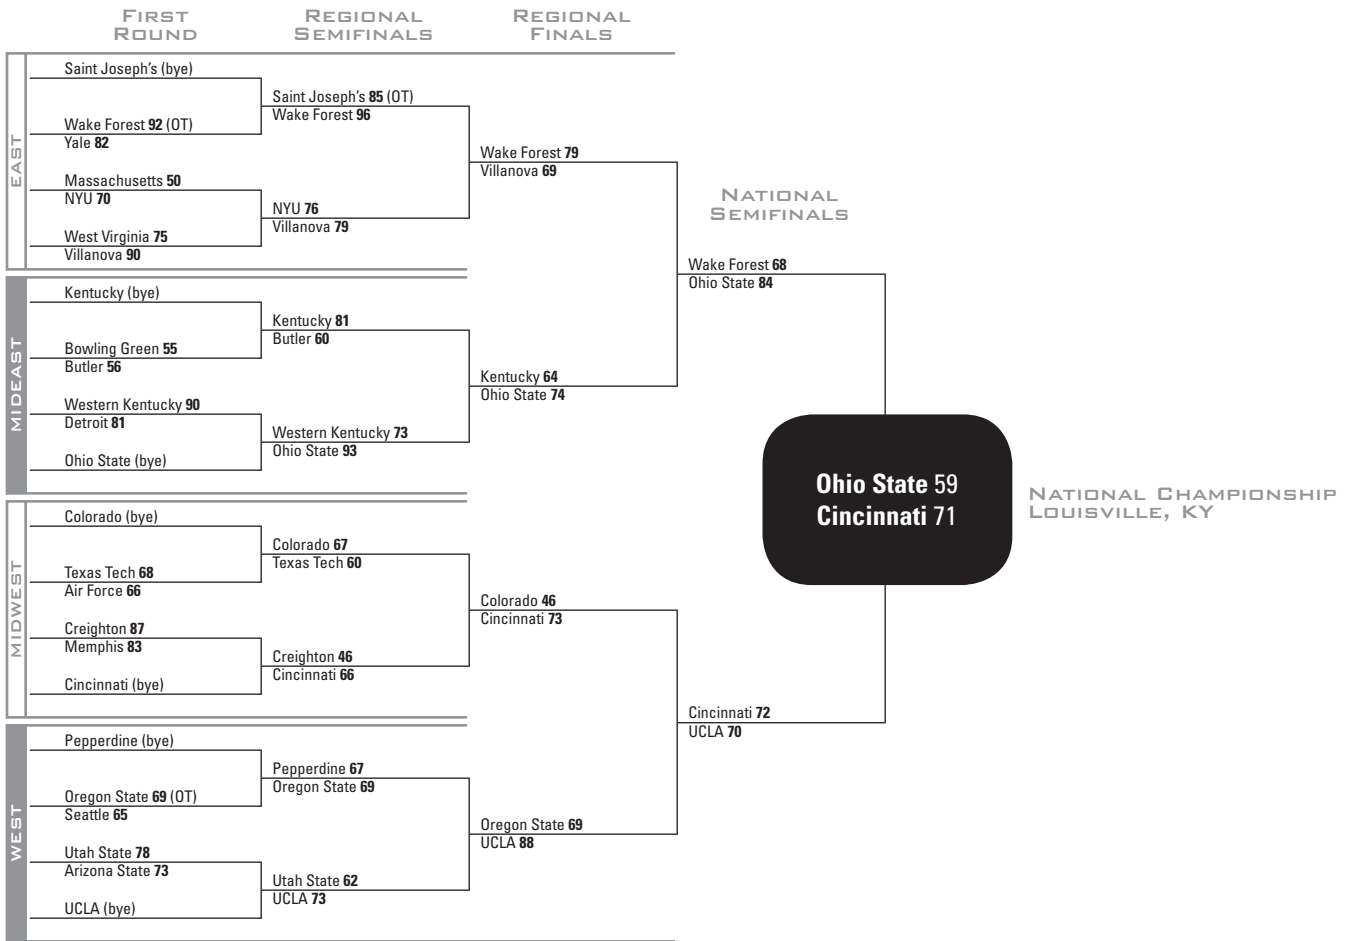 FIRST
ROUND
REGIONAL
SEMIFINALS
REGIONAL
FINALS
EAST
Saint Joseph's (bye)
Wake Forest 92 (OT)
Yale 82
Massachusetts 50
NYU 70
West Virginia 75
Villanova 90
Saint Joseph's 85 (OT)
Wake Forest 96
NYU 76
Villanova 79
Wake Forest 79
Villanova 69
MIDEAST
Kentucky (bye)
Bowling Green 55
Butler 56
Western Kentucky 90
Detroit 81
Ohio State (bye)
Kentucky 81
Butler 60
Western Kentucky 73
Ohio State 93
Kentucky 64
Ohio State 74
MIDWEST
Colorado (bye)
Texas Tech 68
Air Force 66
Creighton 87
Memphis 83
Cincinnati (bye)
Colorado 67
Texas Tech 60
Creighton 46
Cincinnati 66
Colorado 46
Cincinnati 73
WEST
Pepperdine (bye)
Oregon State 69 (OT)
Seattle 65
Utah State 78
Arizona State 73
UCLA (bye)
Pepperdine 67
Oregon State 69
Utah State 62
UCLA 73
Oregon State 69
UCLA 88
NATIONAL
SEMIFINALS
Wake Forest 68
Ohio State 84
Cincinnati 72
UCLA 70
Ohio State 59
Cincinnati 71
NATIONAL CHAMPIONSHIP
LOUISVILLE, KY